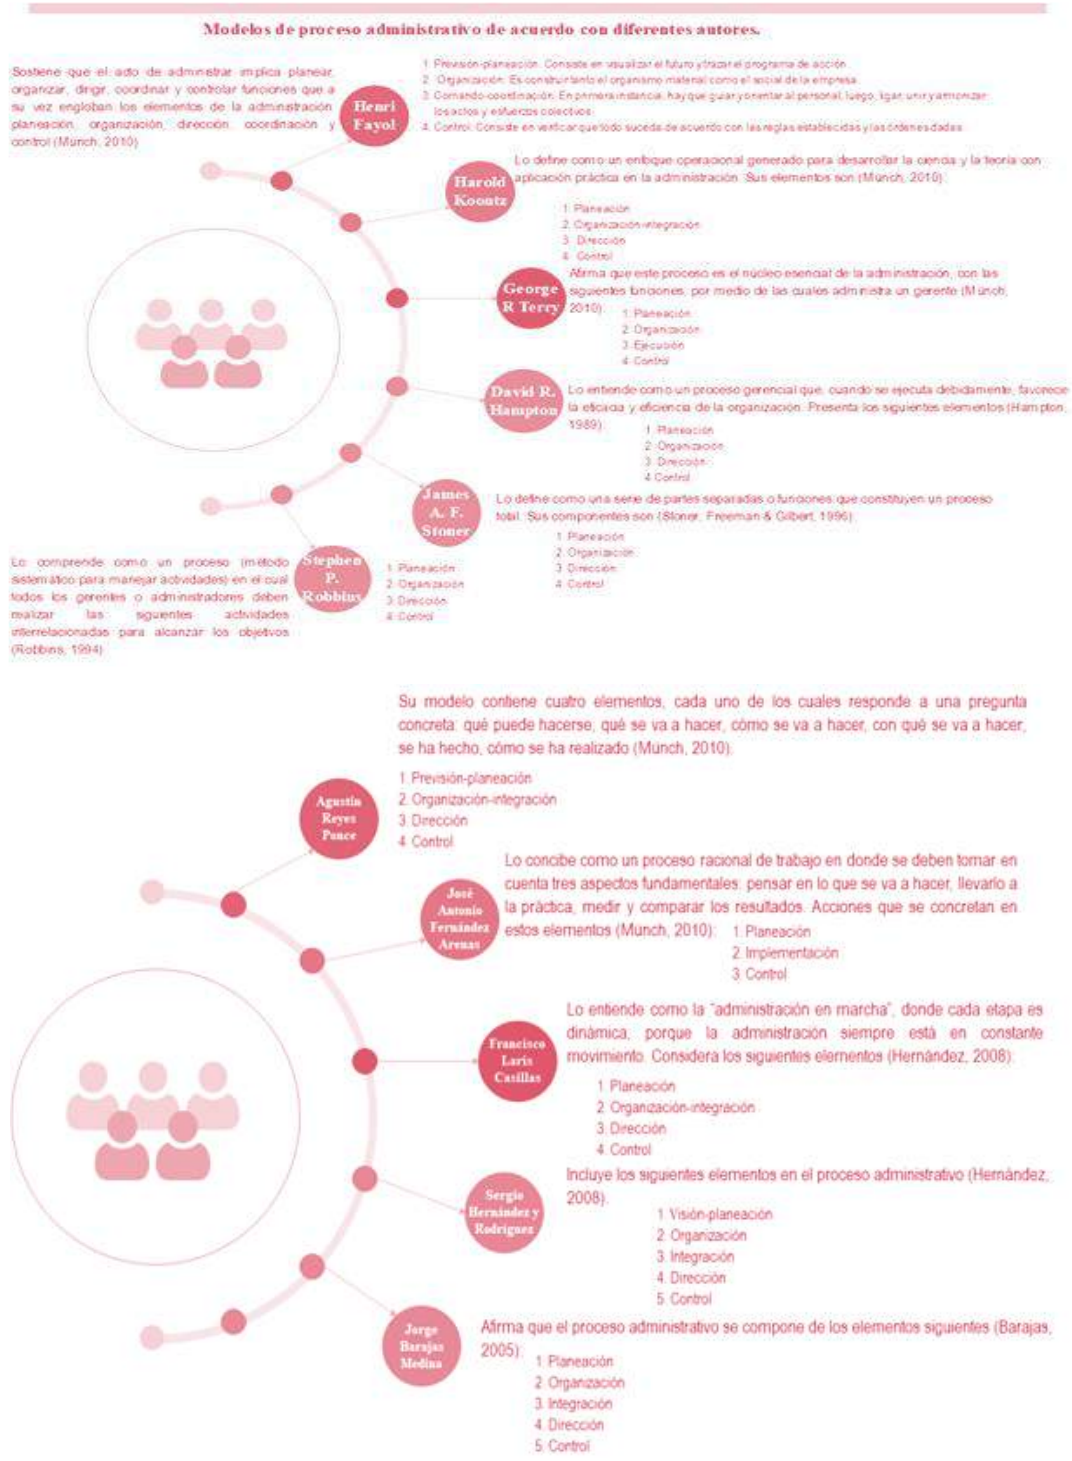 Modelos de proceso administrativo de acuerdo con diferentes autores.
Sostiene que el acto de administrar implica planear,
organizar, dirigir, coordinar y controlar funciones que a
su vez engloban los elementos de la administración
planeación, organización, dirección, coordinación y
control (Münch, 2010)
Henri
Fayol
1. Previsión-planeación. Consiste en visualizar el futuro y trazar el programa de acción.
2. Organización. Es construir tanto el organismo material como el social de la empresa.
3. Comando-coordinación. En primera instancia, hay que guiar y orientar al personal, luego, ligar, unir y armonizar
los actos y esfuerzos colectivos.
4. Control. Consiste en verificar que todo suceda de acuerdo con las reglas establecidas y las órdenes dadas.
Harold
Koontz
Lo define como un enfoque operacional generado para desarrollar la ciencia y la teoría con
aplicación práctica en la administración. Sus elementos son (Münch, 2010):
1. Planeación
2. Organización-integración
3. Dirección
4. Control
George
R Terry
Afirma que este proceso es el núcleo esencial de la administración, con las
siguientes funciones, por medio de las cuales administra un gerente (Münch,
2010):
1. Planeación
2. Organización
3. Ejecución
4. Control
David R.
Hampton
Lo entiende como un proceso gerencial que, cuando se ejecuta debidamente, favorece
la eficacia y eficiencia de la organización. Presenta los siguientes elementos (Hampton,
1989):
1. Planeación
2. Organización
3. Dirección
4. Control
James
A. F.
Stoner
Lo define como una serie de partes separadas o funciones que constituyen un proceso
total. Sus componentes son (Stoner, Freeman & Gilbert, 1996):
1. Planeación
2. Organización
3. Dirección
4. Control
Stephen
P.
Robbins
Lo comprende como un proceso (método
sistemático para manejar actividades) en el cual
todos los gerentes o administradores deben
realizar las siguientes actividades
interrelacionadas para alcanzar los objetivos
(Robbins, 1994)
1. Planeación
2. Organización
3. Dirección
4. Control
Su modelo contiene cuatro elementos, cada uno de los cuales responde a una pregunta
concreta: qué puede hacerse, qué se va a hacer, cómo se va a hacer, con qué se va a hacer,
se ha hecho, cómo se ha realizado (Münch, 2010).
Agustín
Reyes
Ponce
1. Previsión-planeación
2. Organización-integración
3. Dirección
4. Control
José
Antonio
Fernández
Arenas
Lo concibe como un proceso racional de trabajo en donde se deben tomar en
cuenta tres aspectos fundamentales: pensar en lo que se va a hacer, llevarlo a
la práctica, medir y comparar los resultados. Acciones que se concretan en
estos elementos (Münch, 2010):
1. Planeación
2. Implementación
3. Control
Francisco
Laris
Casillas
Lo entiende como la “administración en marcha”, donde cada etapa es
dinámica, porque la administración siempre está en constante
movimiento. Considera los siguientes elementos (Hernández, 2008):
1. Planeación
2. Organización-integración
3. Dirección
4. Control
Sergio
Hernández y
Rodríguez
Incluye los siguientes elementos en el proceso administrativo (Hernández,
2008):
1. Visión-planeación
2. Organización
3. Integración
4. Dirección
5. Control
Jorge
Barajas
Medina
Afirma que el proceso administrativo se compone de los elementos siguientes (Barajas,
2005):
1. Planeación
2. Organización
3. Integración
4. Dirección
5. Control